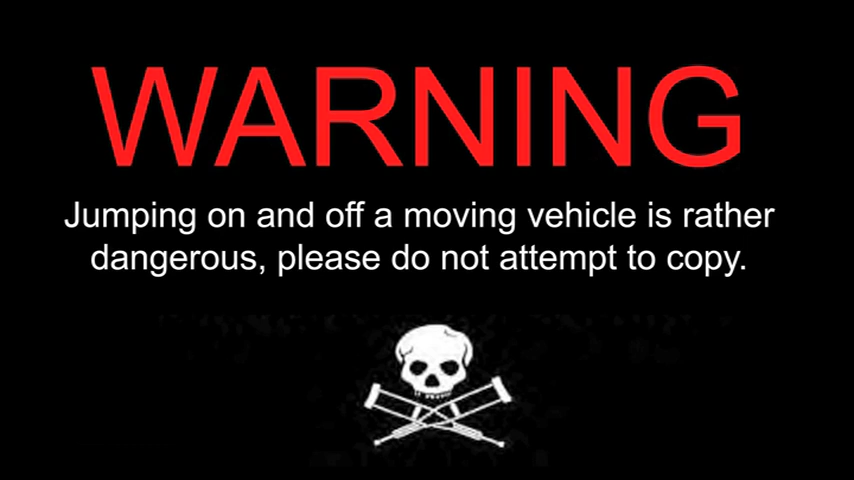 WARNING
Jumping on and off a moving vehicle is rather
dangerous, please do not attempt to copy.